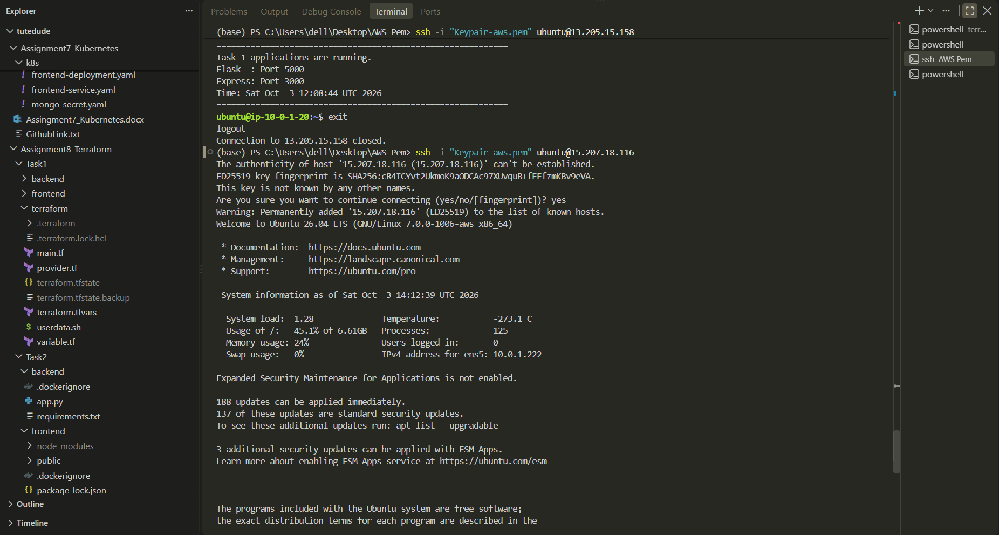 Explorer
tutedude
Assignment7_Kubernetes
k8s
frontend-deployment.yaml
frontend-service.yaml
mongo-secret.yaml
Assingment7_Kubernetes.docx
GithubLink.txt
Assignment8_Terraform
Task1
backend
frontend
terraform
.terraform
.terraform.lock.hcl
main.tf
provider.tf
terraform.tfstate
terraform.tfstate.backup
terraform.tfvars
userdata.sh
variable.tf
Task2
backend
.dockerignore
app.py
requirements.txt
frontend
node_modules
public
.dockerignore
package-lock.json
Outline
Timeline
Problems Output Debug Console Terminal Ports
(base) PS C:\Users\dell\Desktop\AWS Pem> ssh -i "Keypair-aws.pem" ubuntu@13.205.15.158
============================================================
Task 1 applications are running.
Flask  : Port 5000
Express: Port 3000
Time: Sat Oct  3 12:08:44 UTC 2026
============================================================
ubuntu@ip-10-0-1-20:~$ exit
logout
Connection to 13.205.15.158 closed.
(base) PS C:\Users\dell\Desktop\AWS Pem> ssh -i "Keypair-aws.pem" ubuntu@15.207.18.116
The authenticity of host '15.207.18.116 (15.207.18.116)' can't be established.
ED25519 key fingerprint is SHA256:cR4ICYvt2UkmoK9aODCAc97XUvquB+fEEfzmKBv9eVA.
This key is not known by any other names.
Are you sure you want to continue connecting (yes/no/[fingerprint])? yes
Warning: Permanently added '15.207.18.116' (ED25519) to the list of known hosts.
Welcome to Ubuntu 26.04 LTS (GNU/Linux 7.0.0-1006-aws x86_64)
* Documentation:  https://docs.ubuntu.com
* Management:     https://landscape.canonical.com
* Support:        https://ubuntu.com/pro
System information as of Sat Oct  3 14:12:39 UTC 2026
System load:  1.28              Temperature:           -273.1 C
Usage of /:   45.1% of 6.61GB   Processes:             125
Memory usage: 24%               Users logged in:       0
Swap usage:   0%                IPv4 address for ens5: 10.0.1.222
Expanded Security Maintenance for Applications is not enabled.
188 updates can be applied immediately.
137 of these updates are standard security updates.
To see these additional updates run: apt list --upgradable
3 additional security updates can be applied with ESM Apps.
Learn more about enabling ESM Apps service at https://ubuntu.com/esm
The programs included with the Ubuntu system are free software;
the exact distribution terms for each program are described in the
powershell terr...
powershell
ssh AWS Pem
powershell